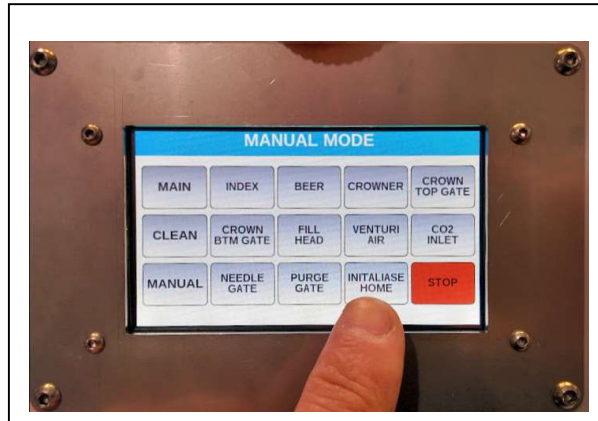 MANUAL MODE
MAIN
INDEX
BEER
CROWNER
CROWN
TOP GATE
CLEAN
CROWN
BTM GATE
FILL
HEAD
VENTURI
AIR
CO2
INLET
MANUAL
NEEDLE
GATE
PURGE
GATE
INITALIASE
HOME
STOP